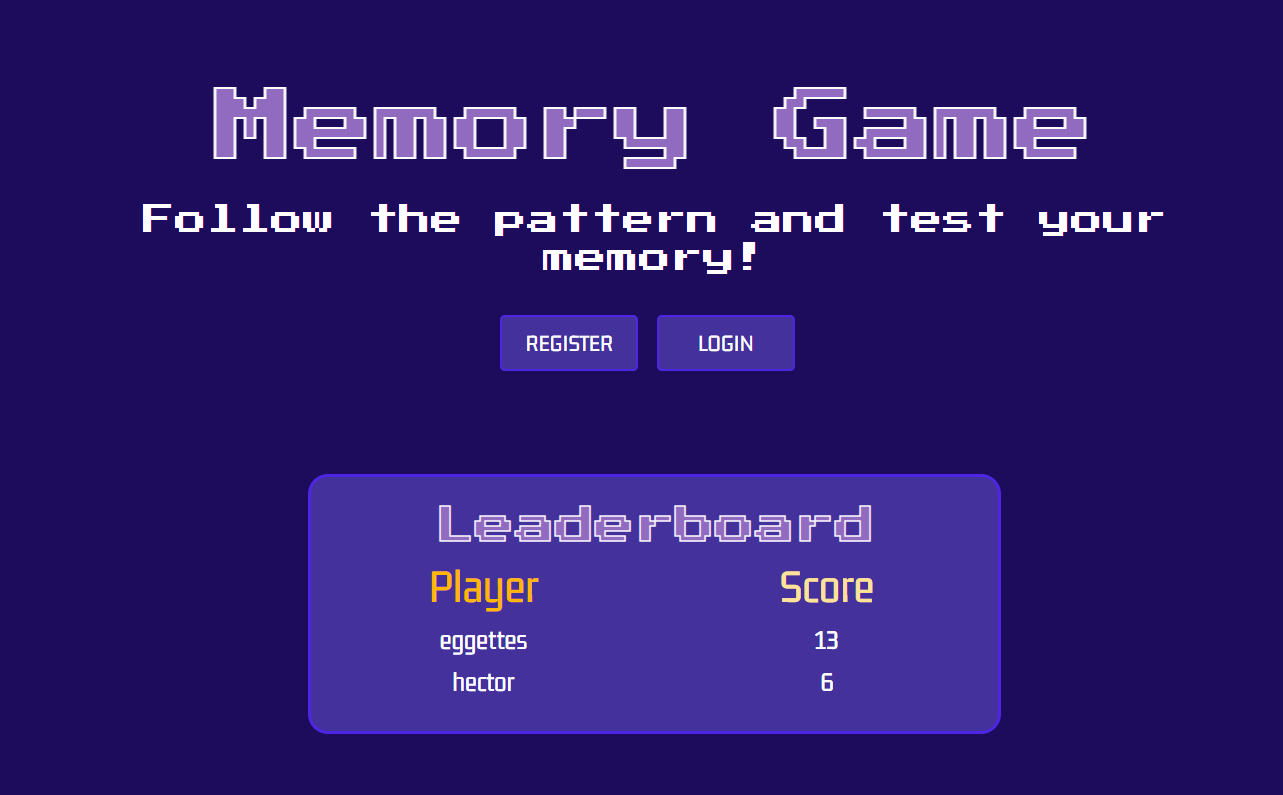 Memory Game
Follow the pattern and test your
memory!
REGISTER LOGIN
Leaderboard
Player Score
eggettes 13
hector 6